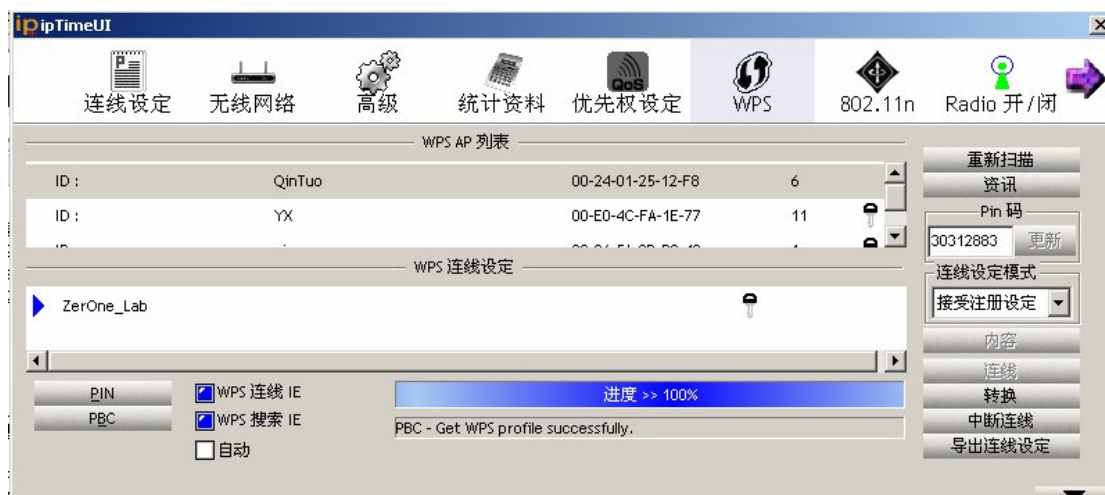 ipTimeUI
连线设定 无线网络 高级 统计资料 优先权设定 WPS 802.11n Radio 开/闭
QoS
WPS AP 列表
ID : QinTuo 00-24-01-25-12-F8 6
ID : YX 00-E0-4C-FA-1E-77 11
重新扫描
资讯
Pin 码
30312883 更新
WPS 连线设定
ZerOne_Lab
连线设定模式
接受注册设定
内容
连线
转换
中断连线
导出连线设定
PIN
PBC
WPS 连线 IE
WPS 搜索 IE
自动
进度 >> 100%
PBC - Get WPS profile successfully.